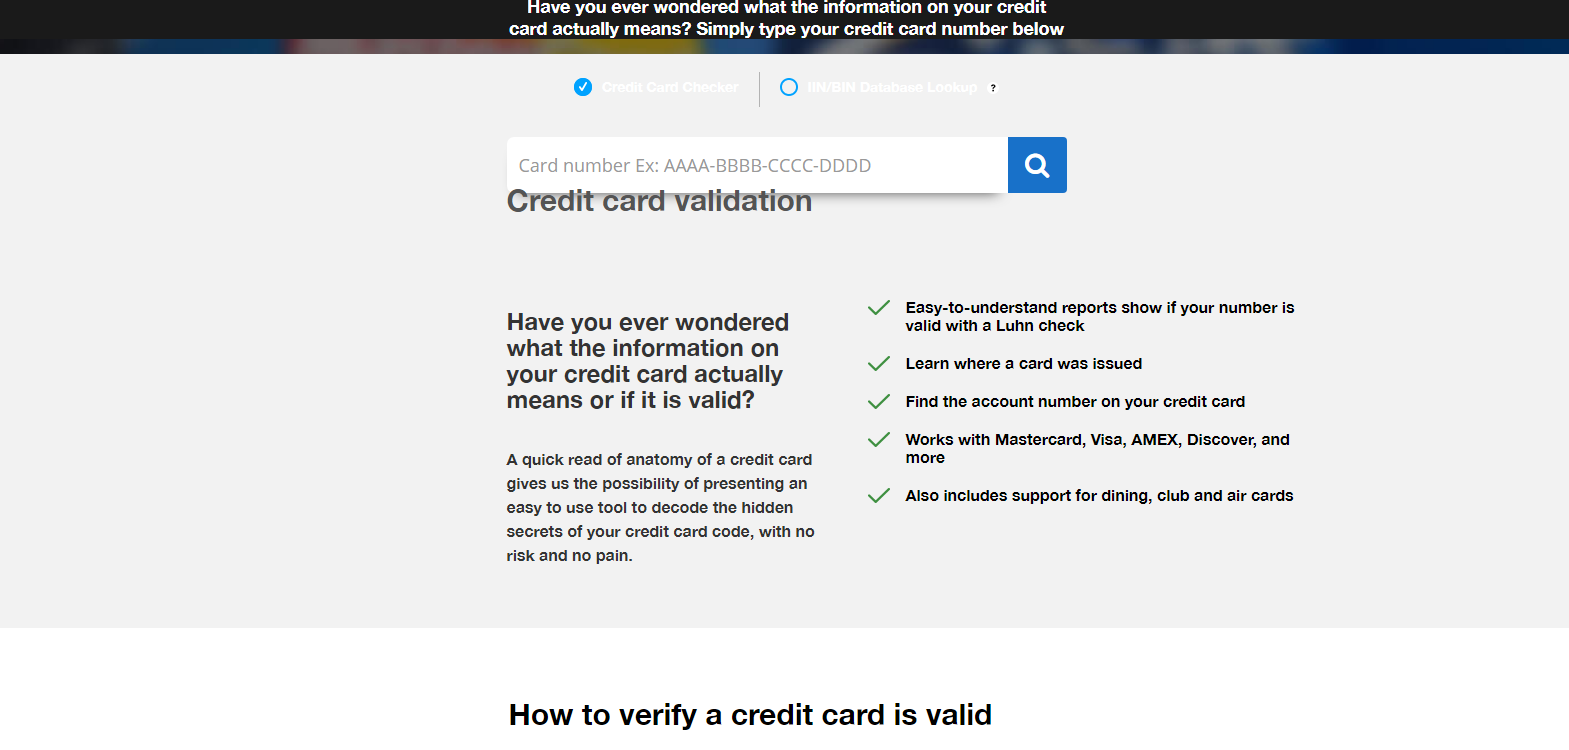 Have you ever wondered what the information on your credit
card actually means? Simply type your credit card number below
Credit Card Checker
IIN/BIN Database Lookup ?
Card number Ex: AAAA-BBBB-CCCC-DDDD
Credit card validation
Have you ever wondered
what the information on
your credit card actually
means or if it is valid?
A quick read of anatomy of a credit card
gives us the possibility of presenting an
easy to use tool to decode the hidden
secrets of your credit card code, with no
risk and no pain.
Easy-to-understand reports show if your number is
valid with a Luhn check
Learn where a card was issued
Find the account number on your credit card
Works with Mastercard, Visa, AMEX, Discover, and
more
Also includes support for dining, club and air cards
How to verify a credit card is valid